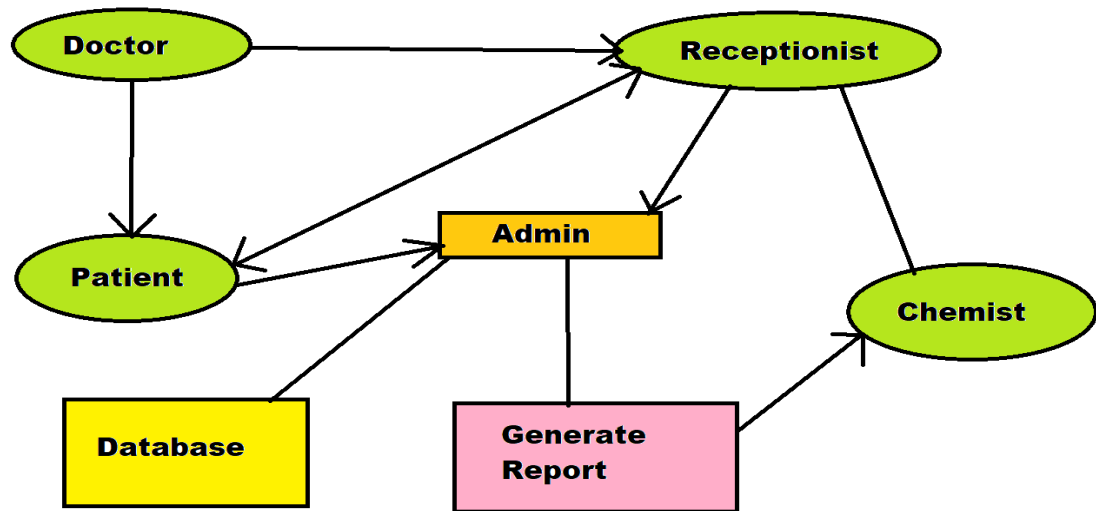 Doctor
Receptionist
Admin
Patient
Chemist
Database
Generate
Report